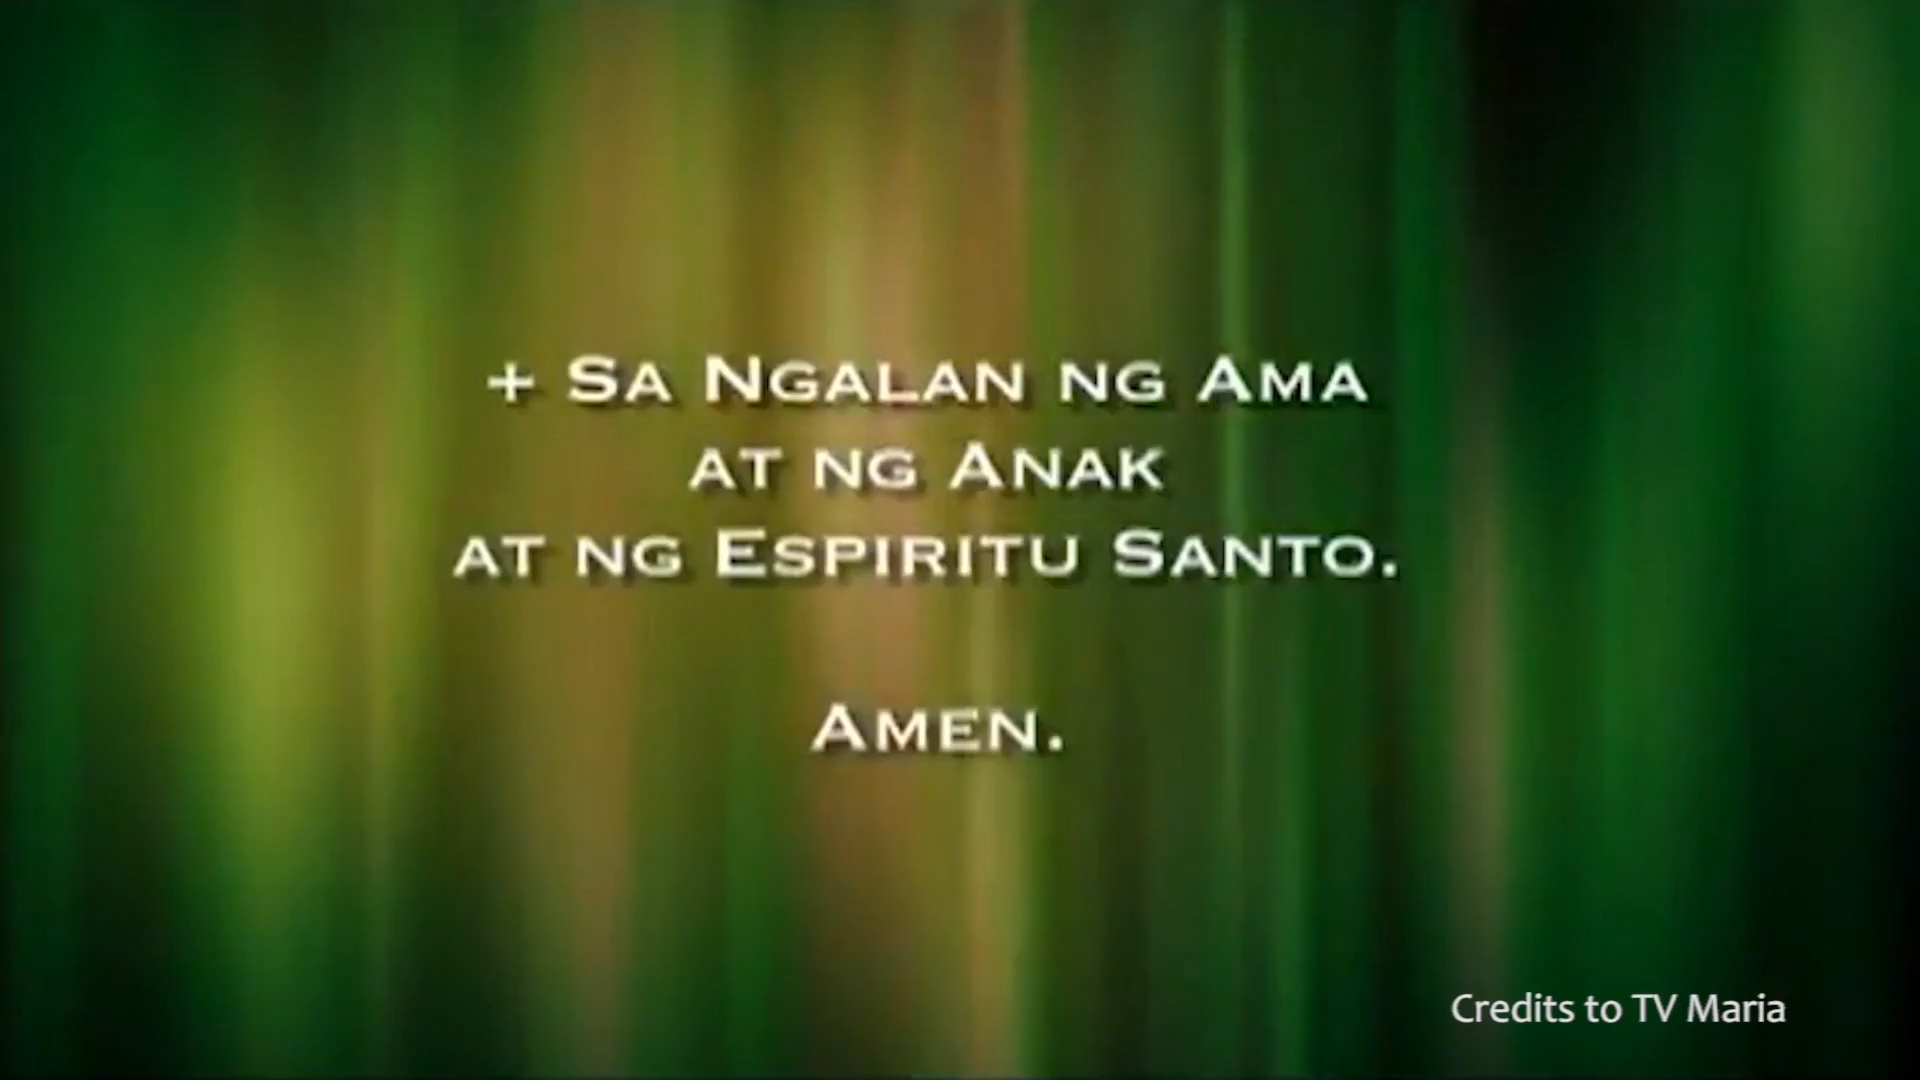 + Sa Ngalan ng Ama
at ng Anak
at ng Espiritu Santo.
Amen.
Credits to TV Maria